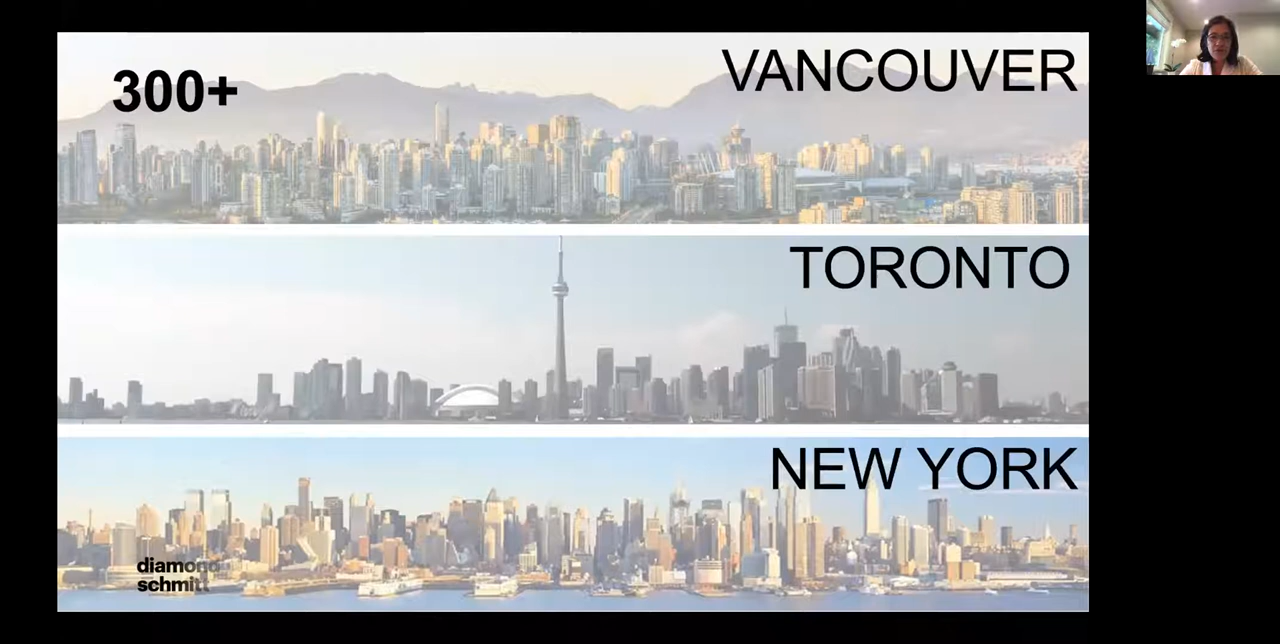 300+
VANCOUVER
TORONTO
NEW YORK
diamond
schmitt